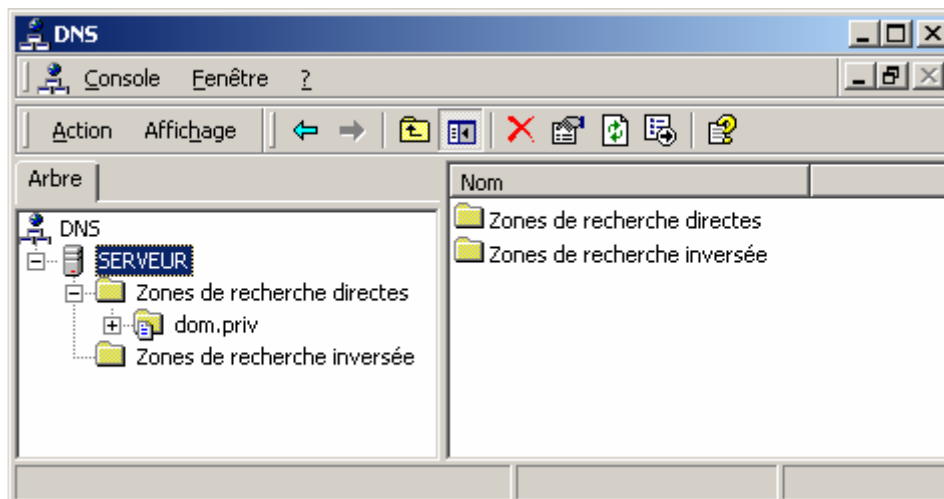 DNS
Console Fenêtre ?
Action Affichage
Arbre
DNS
SERVEUR
Zones de recherche directes
dom.priv
Zones de recherche inversée
Nom
Zones de recherche directes
Zones de recherche inversée